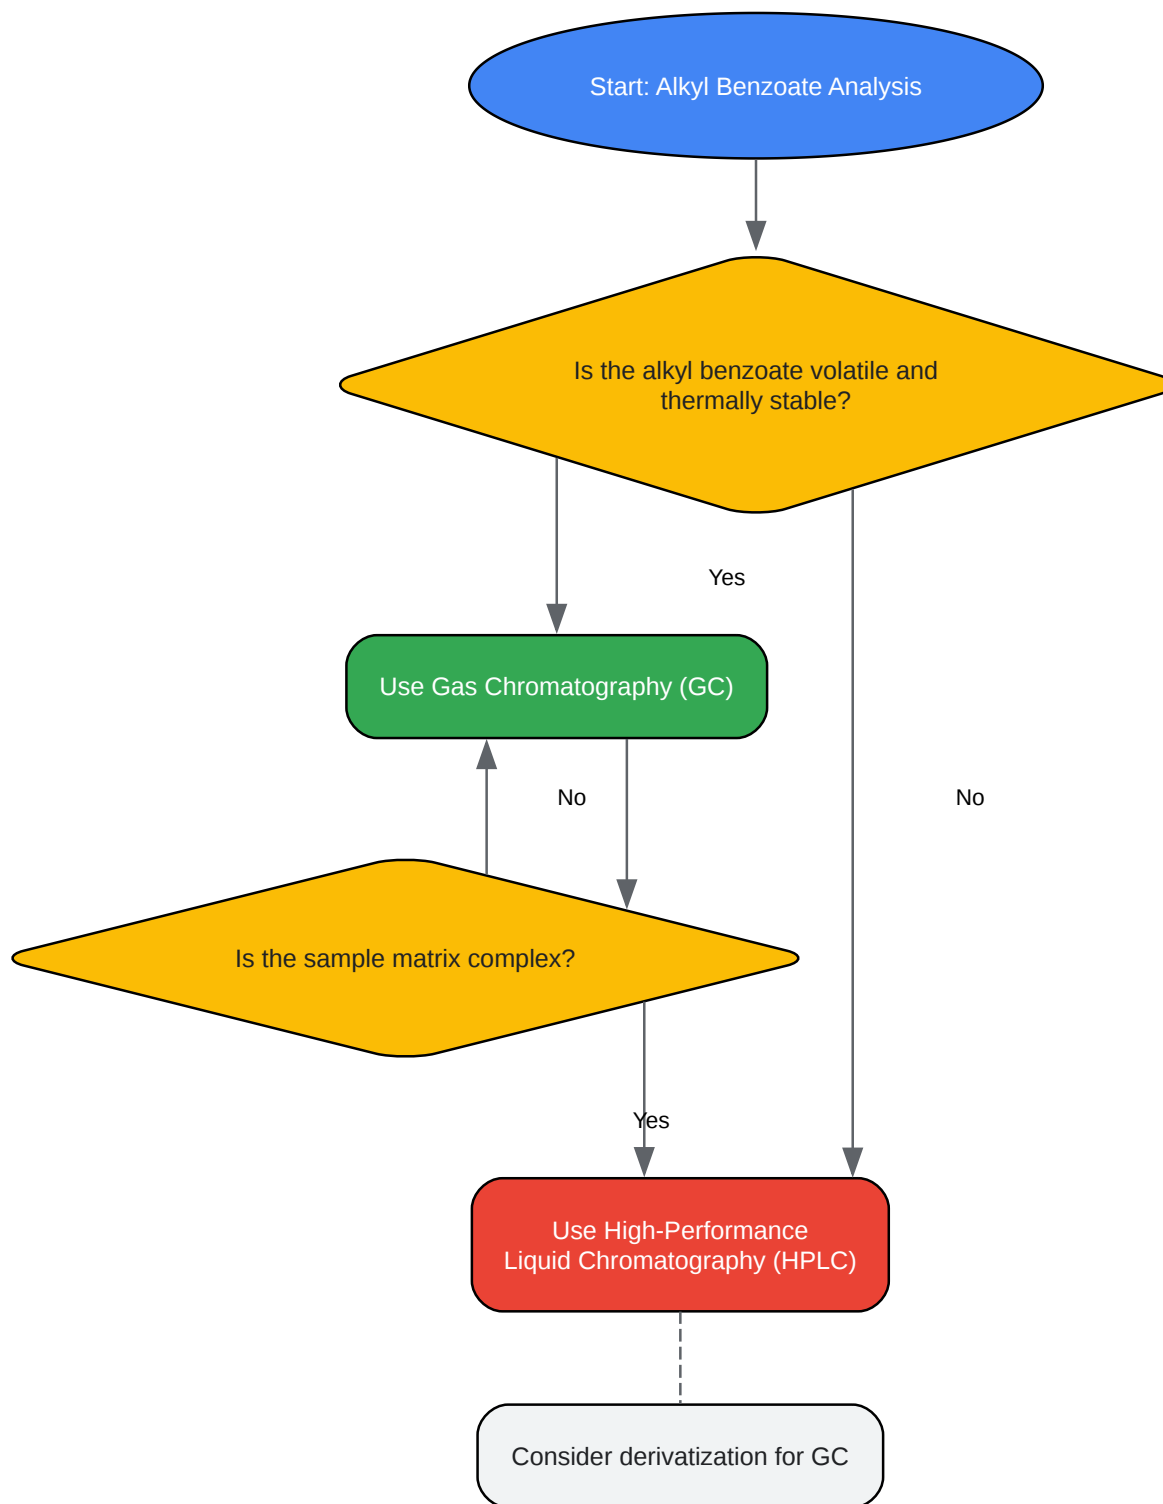 Start: Alkyl Benzoate Analysis
Is the alkyl benzoate volatile and
thermally stable?
Yes
Use Gas Chromatography (GC)
No
No
Is the sample matrix complex?
Yes
Use High-Performance
Liquid Chromatography (HPLC)
Consider derivatization for GC